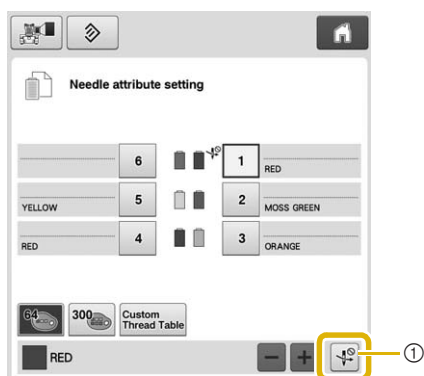 Needle attribute setting
6
1
RED
YELLOW
5
2
MOSS GREEN
RED
4
3
ORANGE
64
300
Custom
Thread Table
RED
- +
①